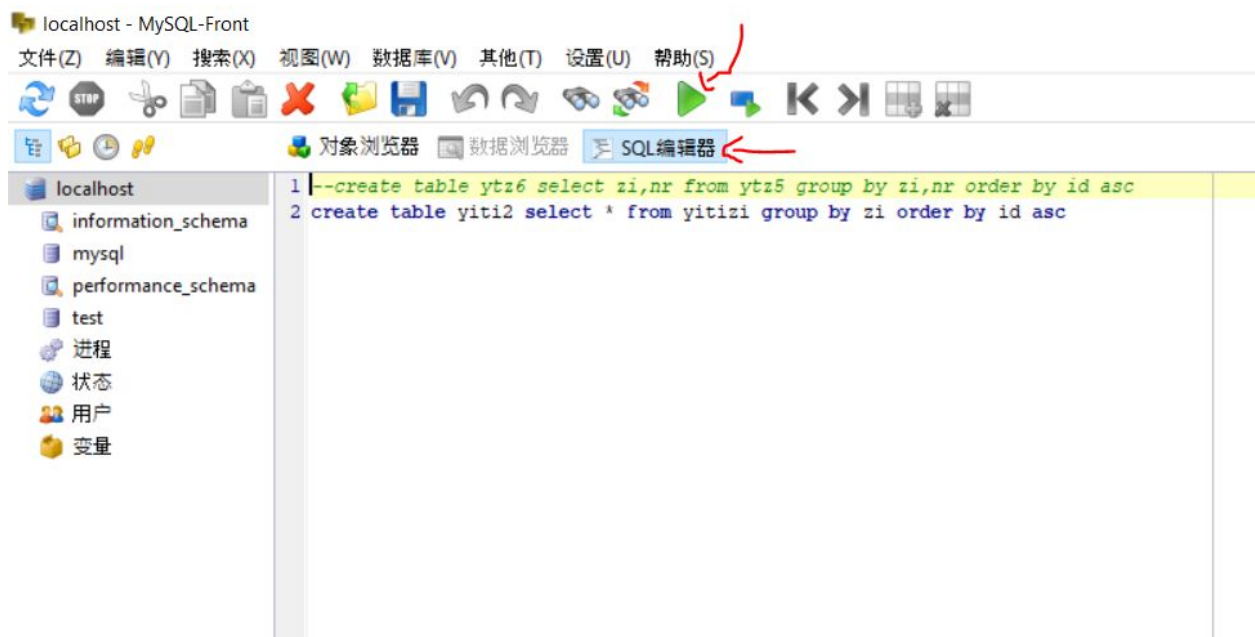 localhost - MySQL-Front
文件(Z) 编辑(Y) 搜索(X) 视图(W) 数据库(V) 其他(T) 设置(U) 帮助(S)
STOP
对象浏览器 数据浏览器 SQL编辑器
localhost
information_schema
mysql
performance_schema
test
进程
状态
用户
变量
1 --create table ytz6 select zi,nr from ytz5 group by zi,nr order by id asc
2 create table yiti2 select * from yitizi group by zi order by id asc